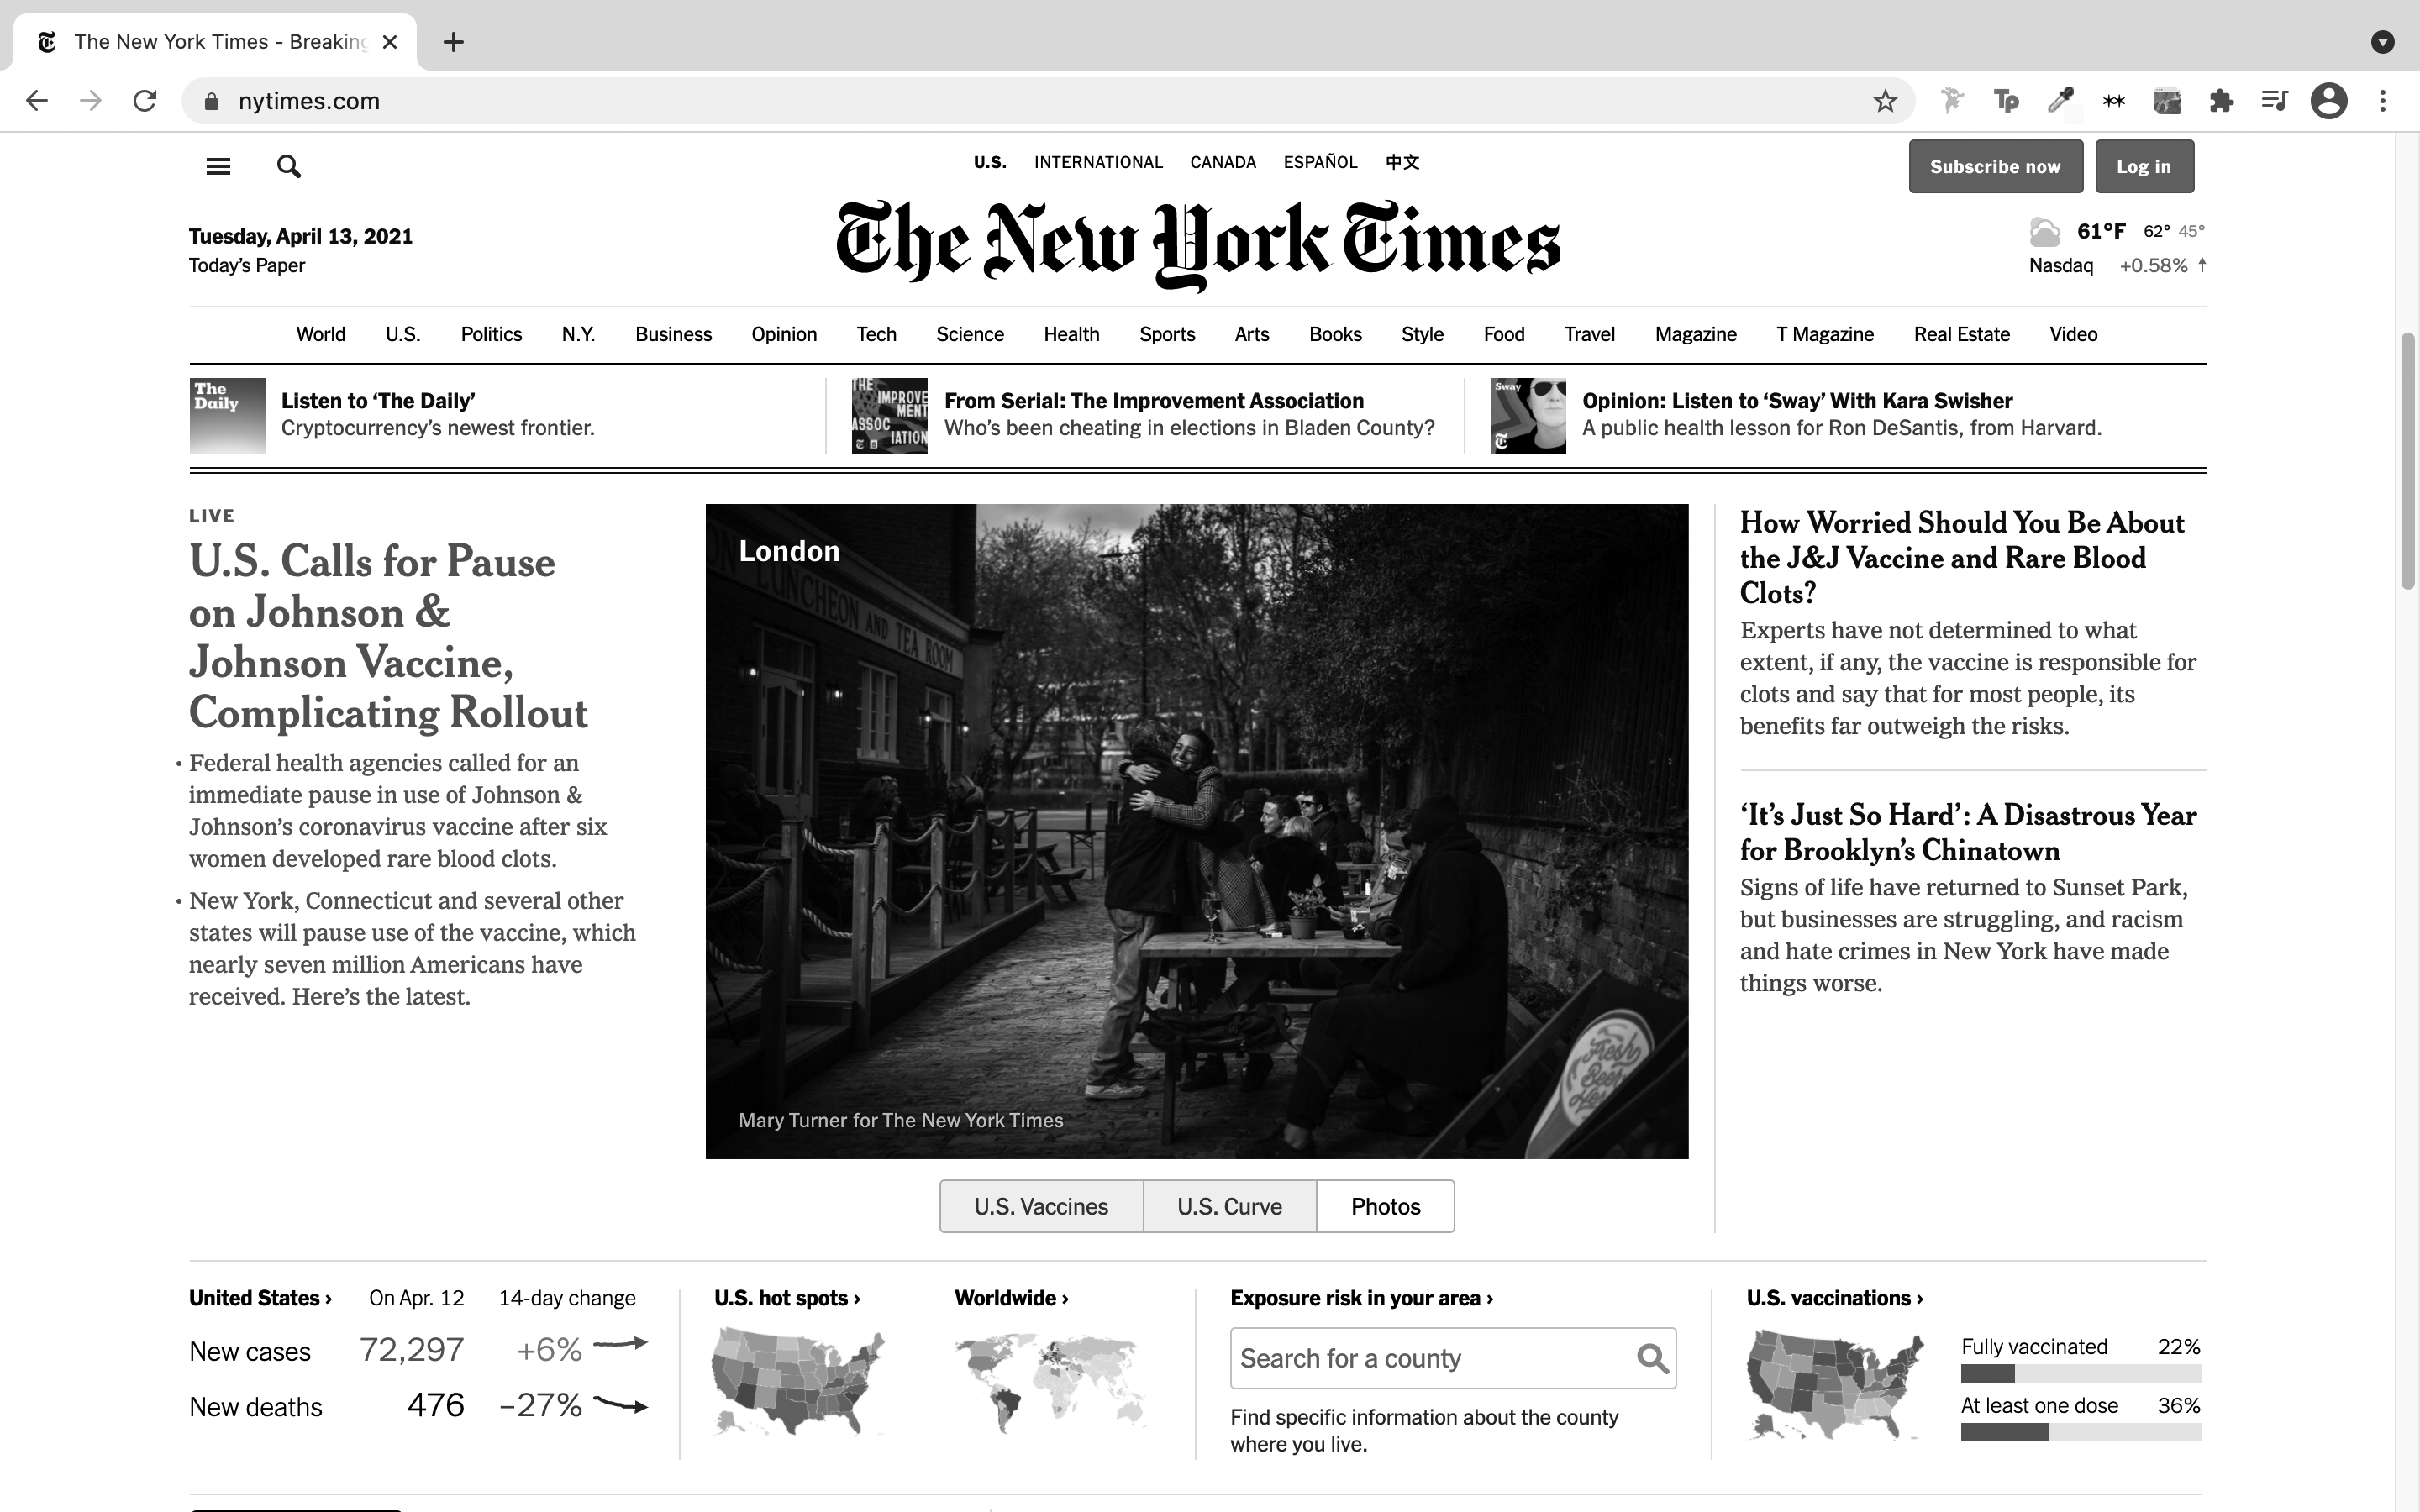 The New York Times - Breaking
nytimes.com
U.S. INTERNATIONAL CANADA ESPAÑOL 中文
Subscribe now
Log in
Tuesday, April 13, 2021
Today's Paper
The New York Times
61°F 62° 45°
Nasdaq +0.58% ↑
World U.S. Politics N.Y. Business Opinion Tech Science Health Sports Arts Books Style Food Travel Magazine T Magazine Real Estate Video
The
Daily
Listen to ‘The Daily’
Cryptocurrency’s newest frontier.
THE
IMPROVE
MENT
ASSOC
IATION
From Serial: The Improvement Association
Who’s been cheating in elections in Bladen County?
Sway
Opinion: Listen to ‘Sway’ With Kara Swisher
A public health lesson for Ron DeSantis, from Harvard.
LIVE
U.S. Calls for Pause
on Johnson &
Johnson Vaccine,
Complicating Rollout
• Federal health agencies called for an
immediate pause in use of Johnson &
Johnson’s coronavirus vaccine after six
women developed rare blood clots.
• New York, Connecticut and several other
states will pause use of the vaccine, which
nearly seven million Americans have
received. Here’s the latest.
London
LUNCHEON AND TEA ROOM
Fresh
Beer
Mary Turner for The New York Times
U.S. Vaccines
U.S. Curve
Photos
How Worried Should You Be About
the J&J Vaccine and Rare Blood
Clots?
Experts have not determined to what
extent, if any, the vaccine is responsible for
clots and say that for most people, its
benefits far outweigh the risks.
‘It’s Just So Hard’: A Disastrous Year
for Brooklyn’s Chinatown
Signs of life have returned to Sunset Park,
but businesses are struggling, and racism
and hate crimes in New York have made
things worse.
United States › On Apr. 12 14-day change
New cases 72,297 +6%
New deaths 476 –27%
U.S. hot spots ›
Worldwide ›
Exposure risk in your area ›
Search for a county
Find specific information about the county
where you live.
U.S. vaccinations ›
Fully vaccinated 22%
At least one dose 36%